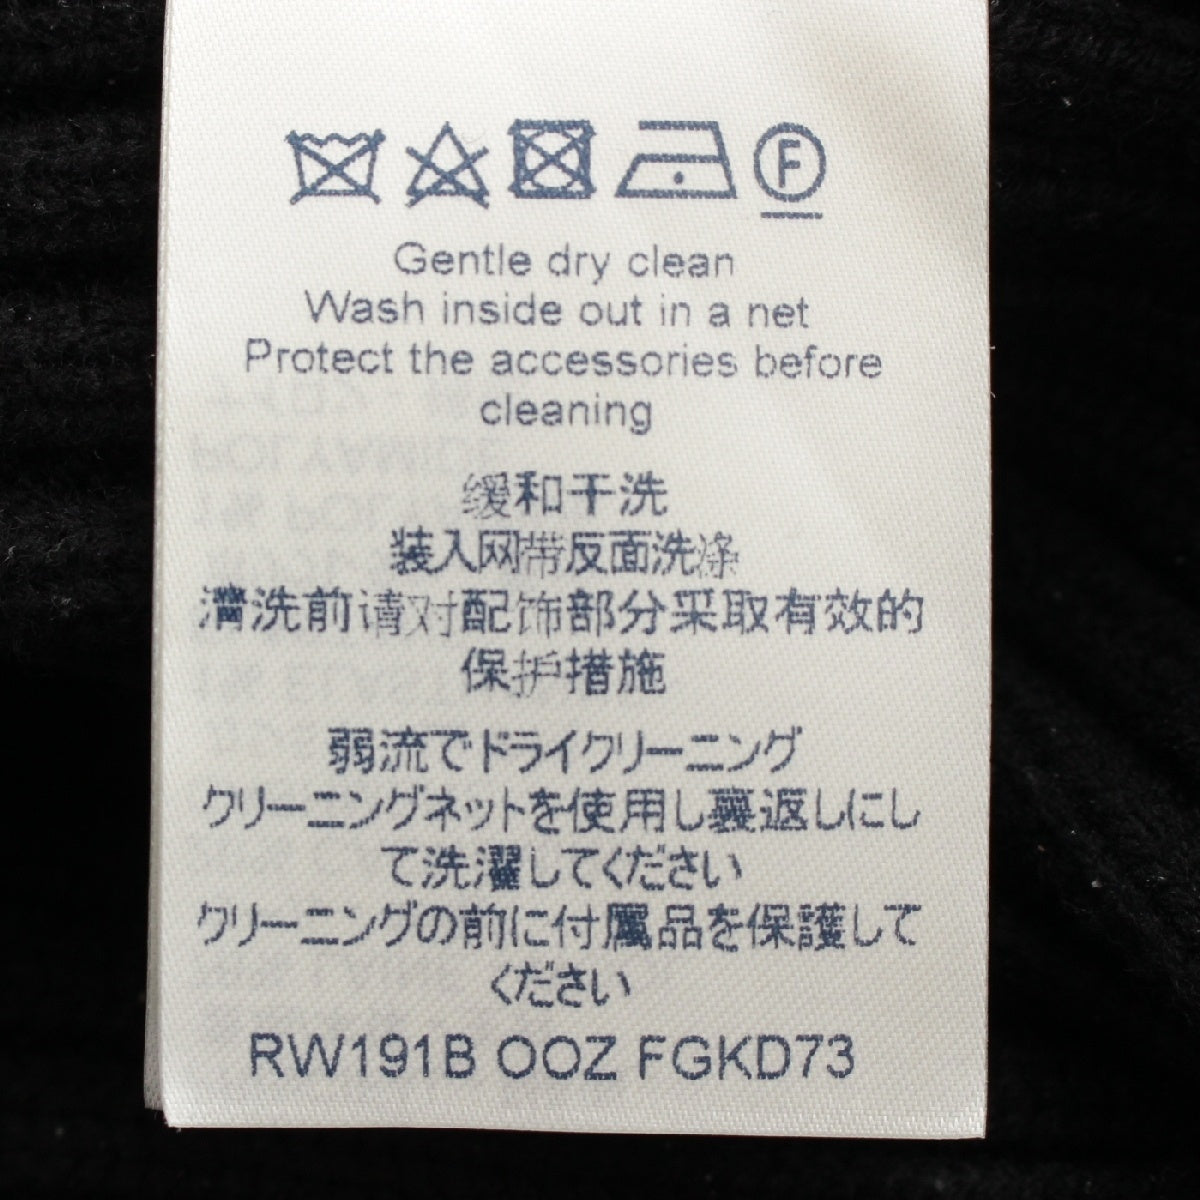 F
Gentle dry clean
Wash inside out in a net
Protect the accessories before
cleaning
缓和干洗
装入网带反面洗涤
清洗前请对配饰部分采取有效的
保护措施
弱流でドライクリーニング
クリーニングネットを使用し裏返しにし
て洗濯してください
クリーニングの前に付属品を保護して
ください
RW191B OOZ FGKD73